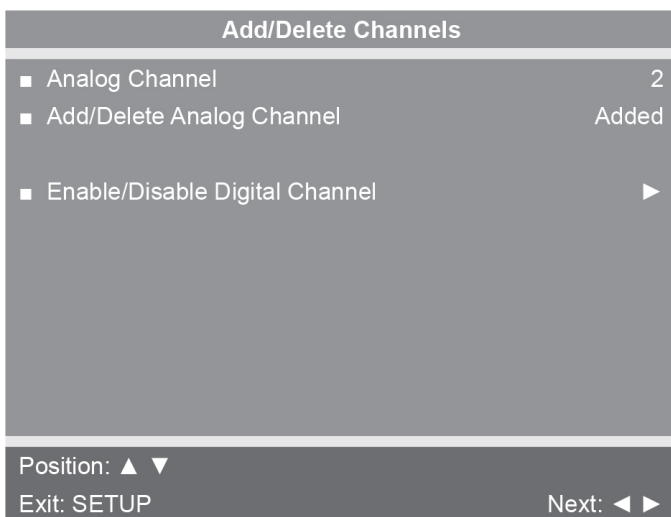 Add/Delete Channels
■ Analog Channel 2
■ Add/Delete Analog Channel Added
■ Enable/Disable Digital Channel ►
Position: ▲ ▼
Exit: SETUP Next: ◄ ►